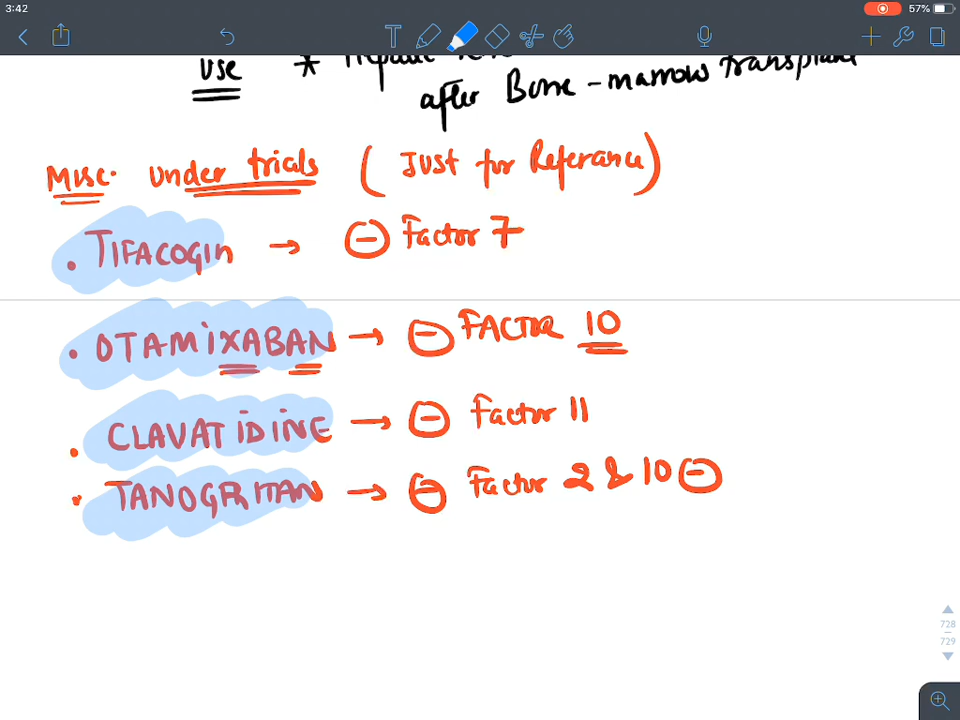 3:42
57%
T
use * 
after Bone-marrows transplant
Misc. under trials (Just for Referance)
• TIFACOGIN → ⊖ Factor 7
• OTAMIXABAN → ⊖ FACTOR 10
• CLAVATIDINE → ⊖ Factor 11
• TANOGRITAN → ⊖ Factor 2 & 10 ⊖
728
729